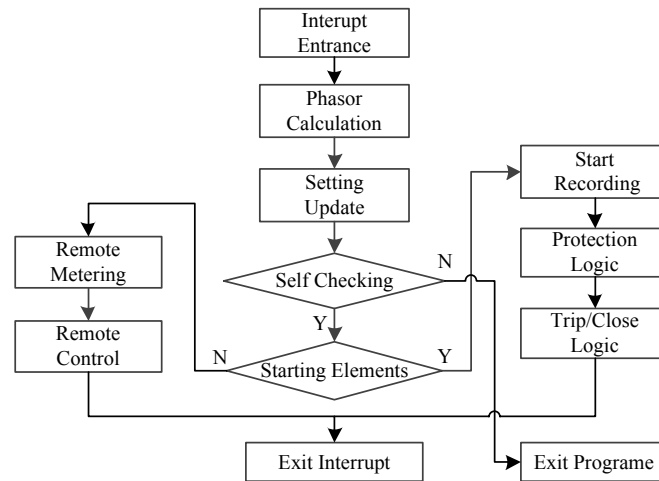 Interupt
Entrance
Phasor
Calculation
Setting
Update
Start
Recording
Remote
Metering
Protection
Logic
Self Checking
N
Y
Remote
Control
Trip/Close
Logic
N
Starting Elements
Y
Exit Interrupt
Exit Programe